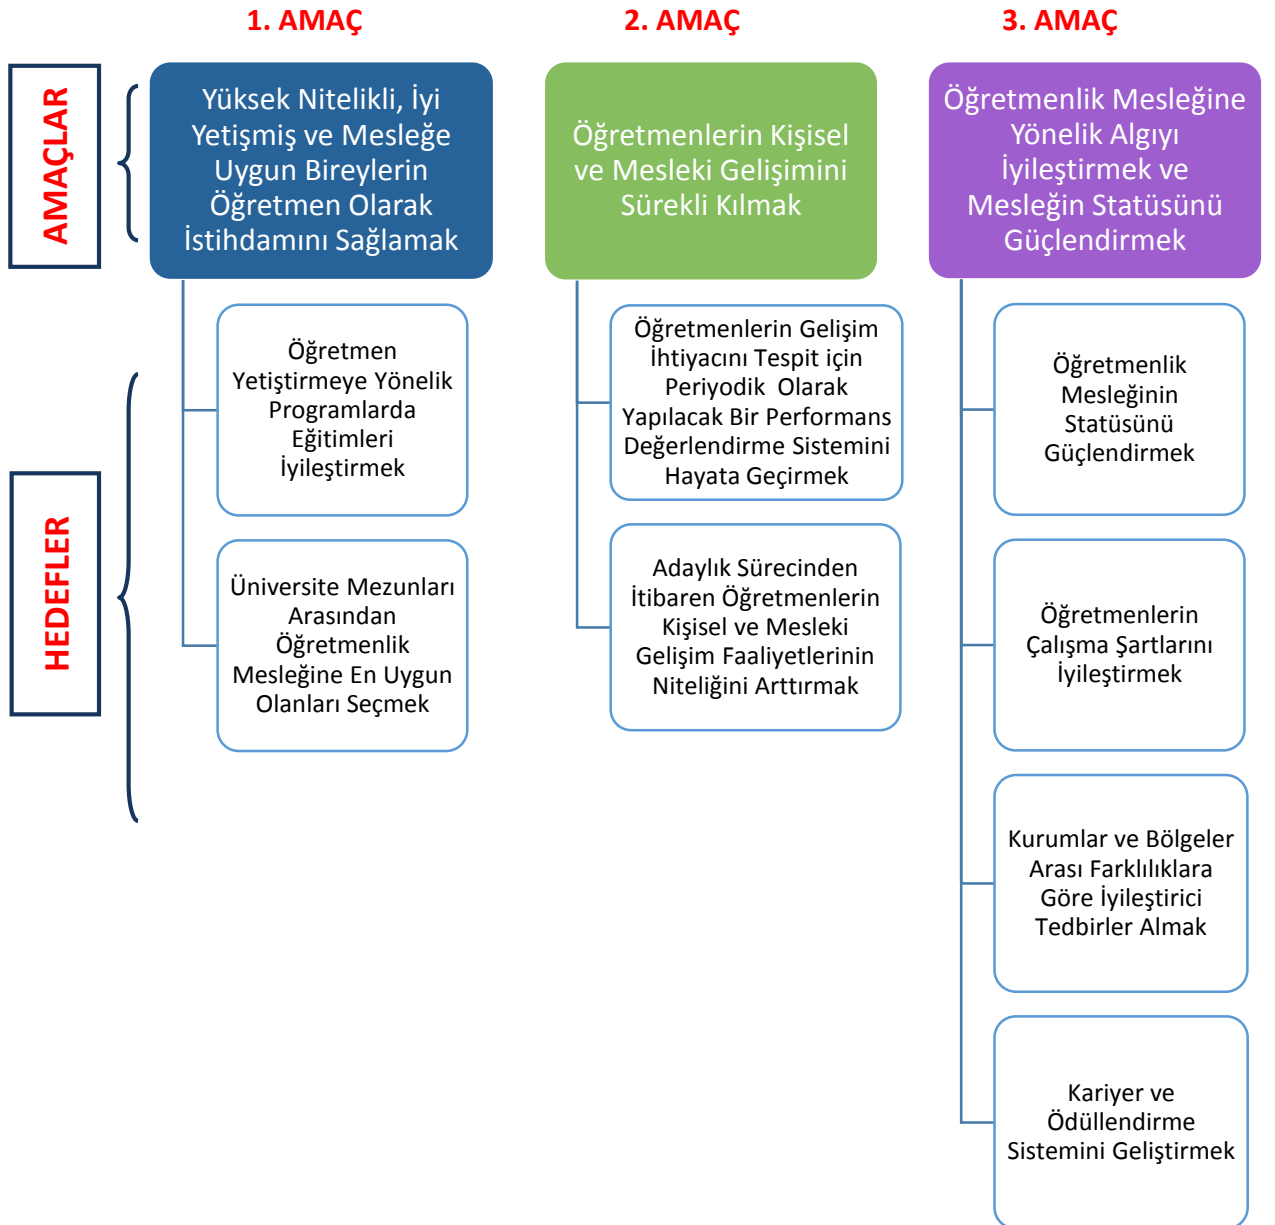 1. AMAÇ
2. AMAÇ
3. AMAÇ
AMAÇLAR
Yüksek Nitelikli, İyi
Yetişmiş ve Mesleğe
Uygun Bireylerin
Öğretmen Olarak
İstihdamını Sağlamak
Öğretmenlerin Kişisel
ve Mesleki Gelişimini
Sürekli Kılmak
Öğretmenlik Mesleğine
Yönelik Algıyı
İyileştirmek ve
Mesleğin Statüsünü
Güçlendirmek
HEDEFLER
Öğretmen
Yetiştirmeye Yönelik
Programlarda
Eğitimleri
İyileştirmek
Üniversite Mezunları
Arasından
Öğretmenlik
Mesleğine En Uygun
Olanları Seçmek
Öğretmenlerin Gelişim
İhtiyacını Tespit için
Periyodik Olarak
Yapılacak Bir Performans
Değerlendirme Sistemini
Hayata Geçirmek
Adaylık Sürecinden
İtibaren Öğretmenlerin
Kişisel ve Mesleki
Gelişim Faaliyetlerinin
Niteliğini Arttırmak
Öğretmenlik
Mesleğinin
Statüsünü
Güçlendirmek
Öğretmenlerin
Çalışma Şartlarını
İyileştirmek
Kurumlar ve Bölgeler
Arası Farklılıklara
Göre İyileştirici
Tedbirler Almak
Kariyer ve
Ödüllendirme
Sistemini Geliştirmek